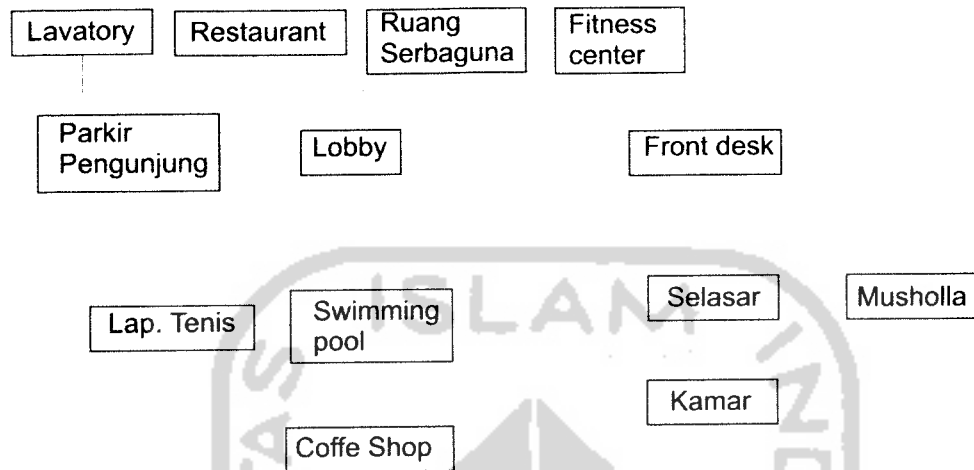 Lavatory
Restaurant
Ruang
Serbaguna
Fitness
center
Parkir
Pengunjung
Lobby
Front desk
Lap. Tenis
Swimming
pool
Selasar
Musholla
Kamar
Coffe Shop
ISLAM